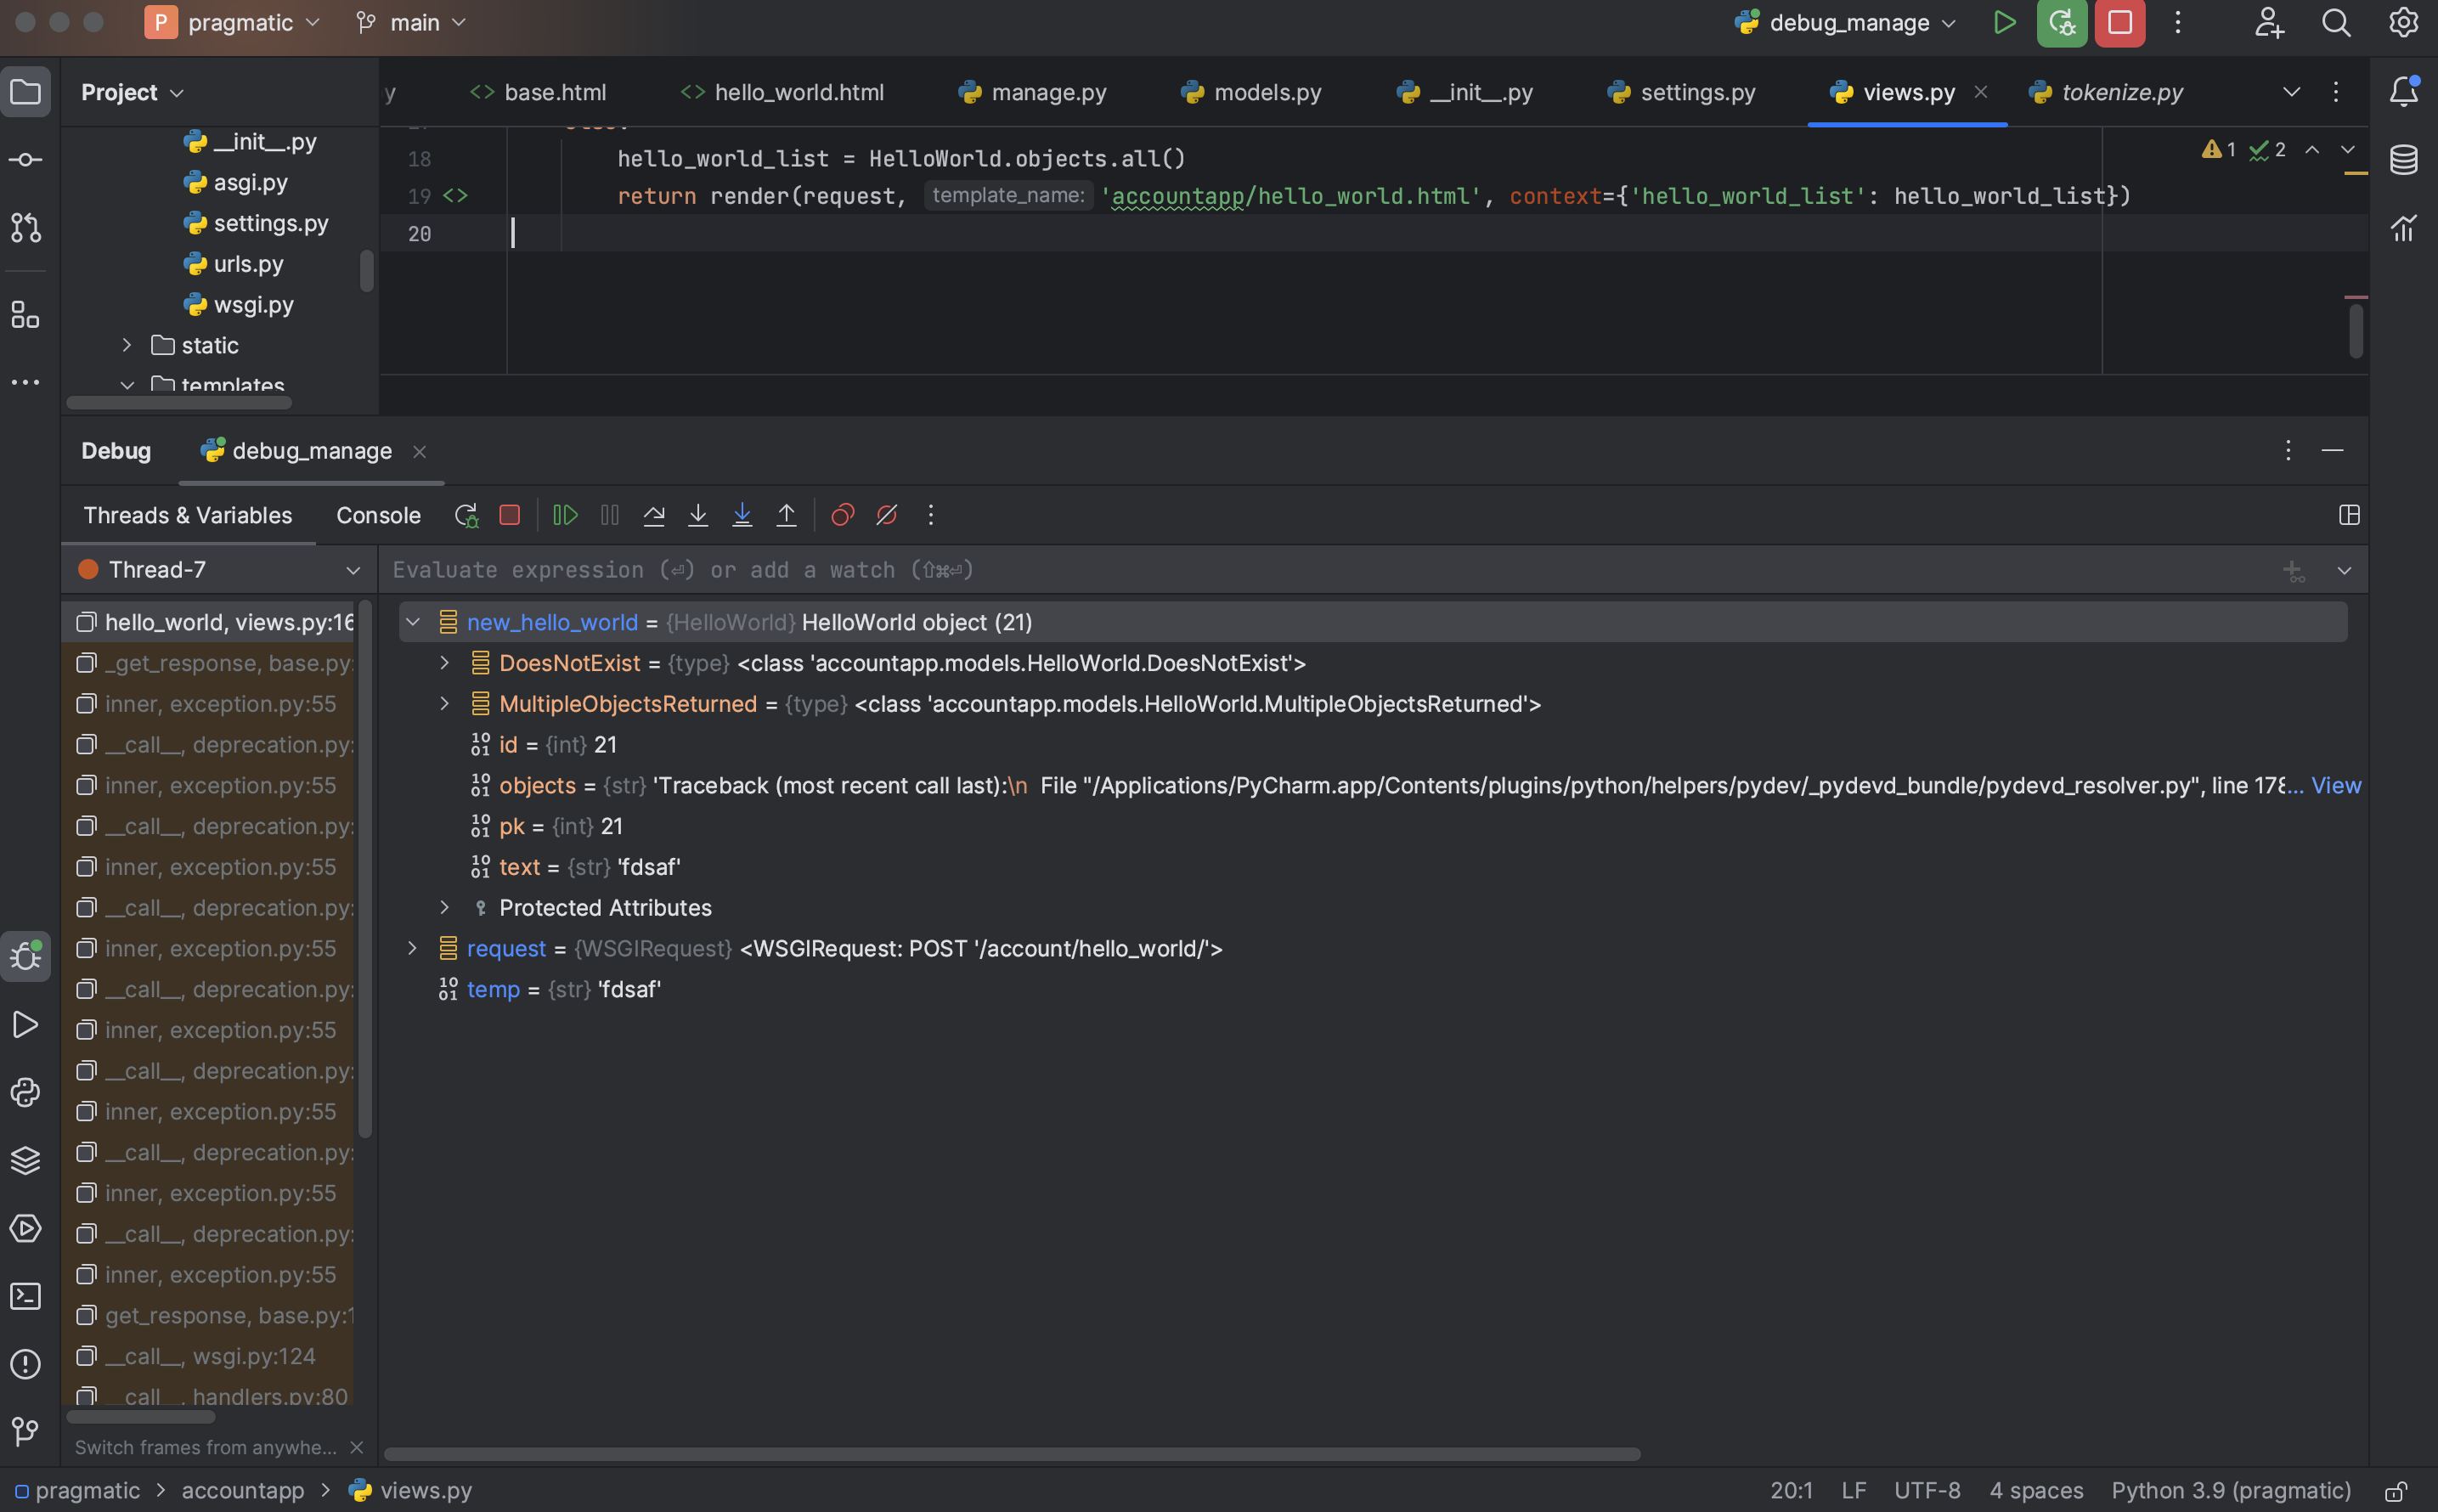 P pragmatic main debug_manage
Project
y base.html hello_world.html manage.py models.py __init__.py settings.py views.py tokenize.py
__init__.py
asgi.py
settings.py
urls.py
wsgi.py
static
templates
18 hello_world_list = HelloWorld.objects.all()
19 return render(request, template_name: 'accountapp/hello_world.html', context={'hello_world_list': hello_world_list})
20
1 2
Debug debug_manage
Threads & Variables Console
Thread-7
Evaluate expression (⏎) or add a watch (⇧⌘⏎)
hello_world, views.py:16
_get_response, base.py:
inner, exception.py:55
__call__, deprecation.py:
inner, exception.py:55
__call__, deprecation.py:
inner, exception.py:55
__call__, deprecation.py:
inner, exception.py:55
__call__, deprecation.py:
inner, exception.py:55
__call__, deprecation.py:
inner, exception.py:55
__call__, deprecation.py:
inner, exception.py:55
__call__, deprecation.py:
inner, exception.py:55
get_response, base.py:1
__call__, wsgi.py:124
__call__, handlers.py:80
Switch frames from anywhe...
new_hello_world = {HelloWorld} HelloWorld object (21)
DoesNotExist = {type} <class 'accountapp.models.HelloWorld.DoesNotExist'>
MultipleObjectsReturned = {type} <class 'accountapp.models.HelloWorld.MultipleObjectsReturned'>
id = {int} 21
objects = {str} 'Traceback (most recent call last):\n File "/Applications/PyCharm.app/Contents/plugins/python/helpers/pydev/_pydevd_bundle/pydevd_resolver.py", line 178... View
pk = {int} 21
text = {str} 'fdsaf'
Protected Attributes
request = {WSGIRequest} <WSGIRequest: POST '/account/hello_world/'>
temp = {str} 'fdsaf'
pragmatic > accountapp > views.py
20:1 LF UTF-8 4 spaces Python 3.9 (pragmatic)